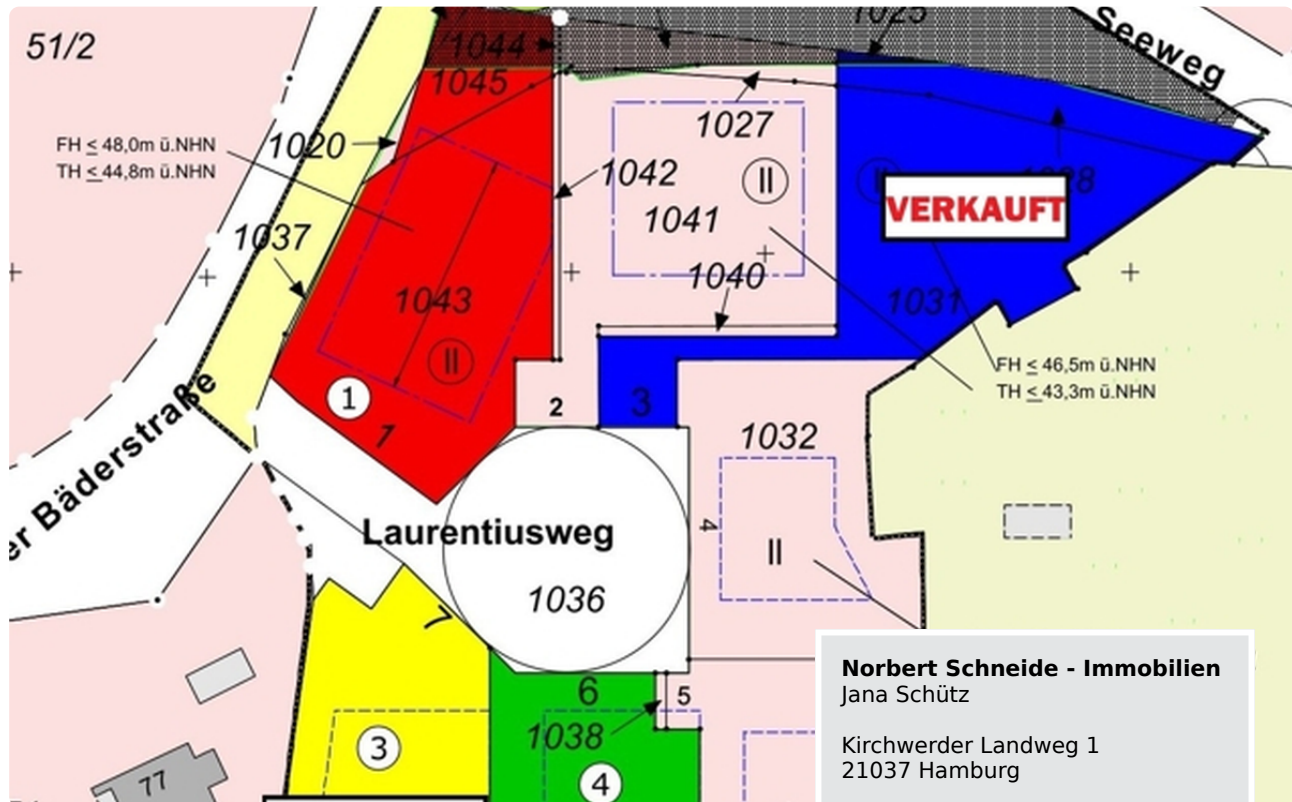 51/2
1044
1045
1025
Seeweg
FH ≤ 48,0m ü.NHN
TH ≤ 44,8m ü.NHN
1020
1027
1042
II
1041
VERKAUFT
1037
1040
1043
1031
II
FH ≤ 46,5m ü.NHN
TH ≤ 43,3m ü.NHN
1
1
2
3
1032
er Bäderstraße
4
II
Laurentiusweg
1036
7
6
5
1038
3
4
77
Norbert Schneide - Immobilien
Jana Schütz
Kirchwerder Landweg 1
21037 Hamburg